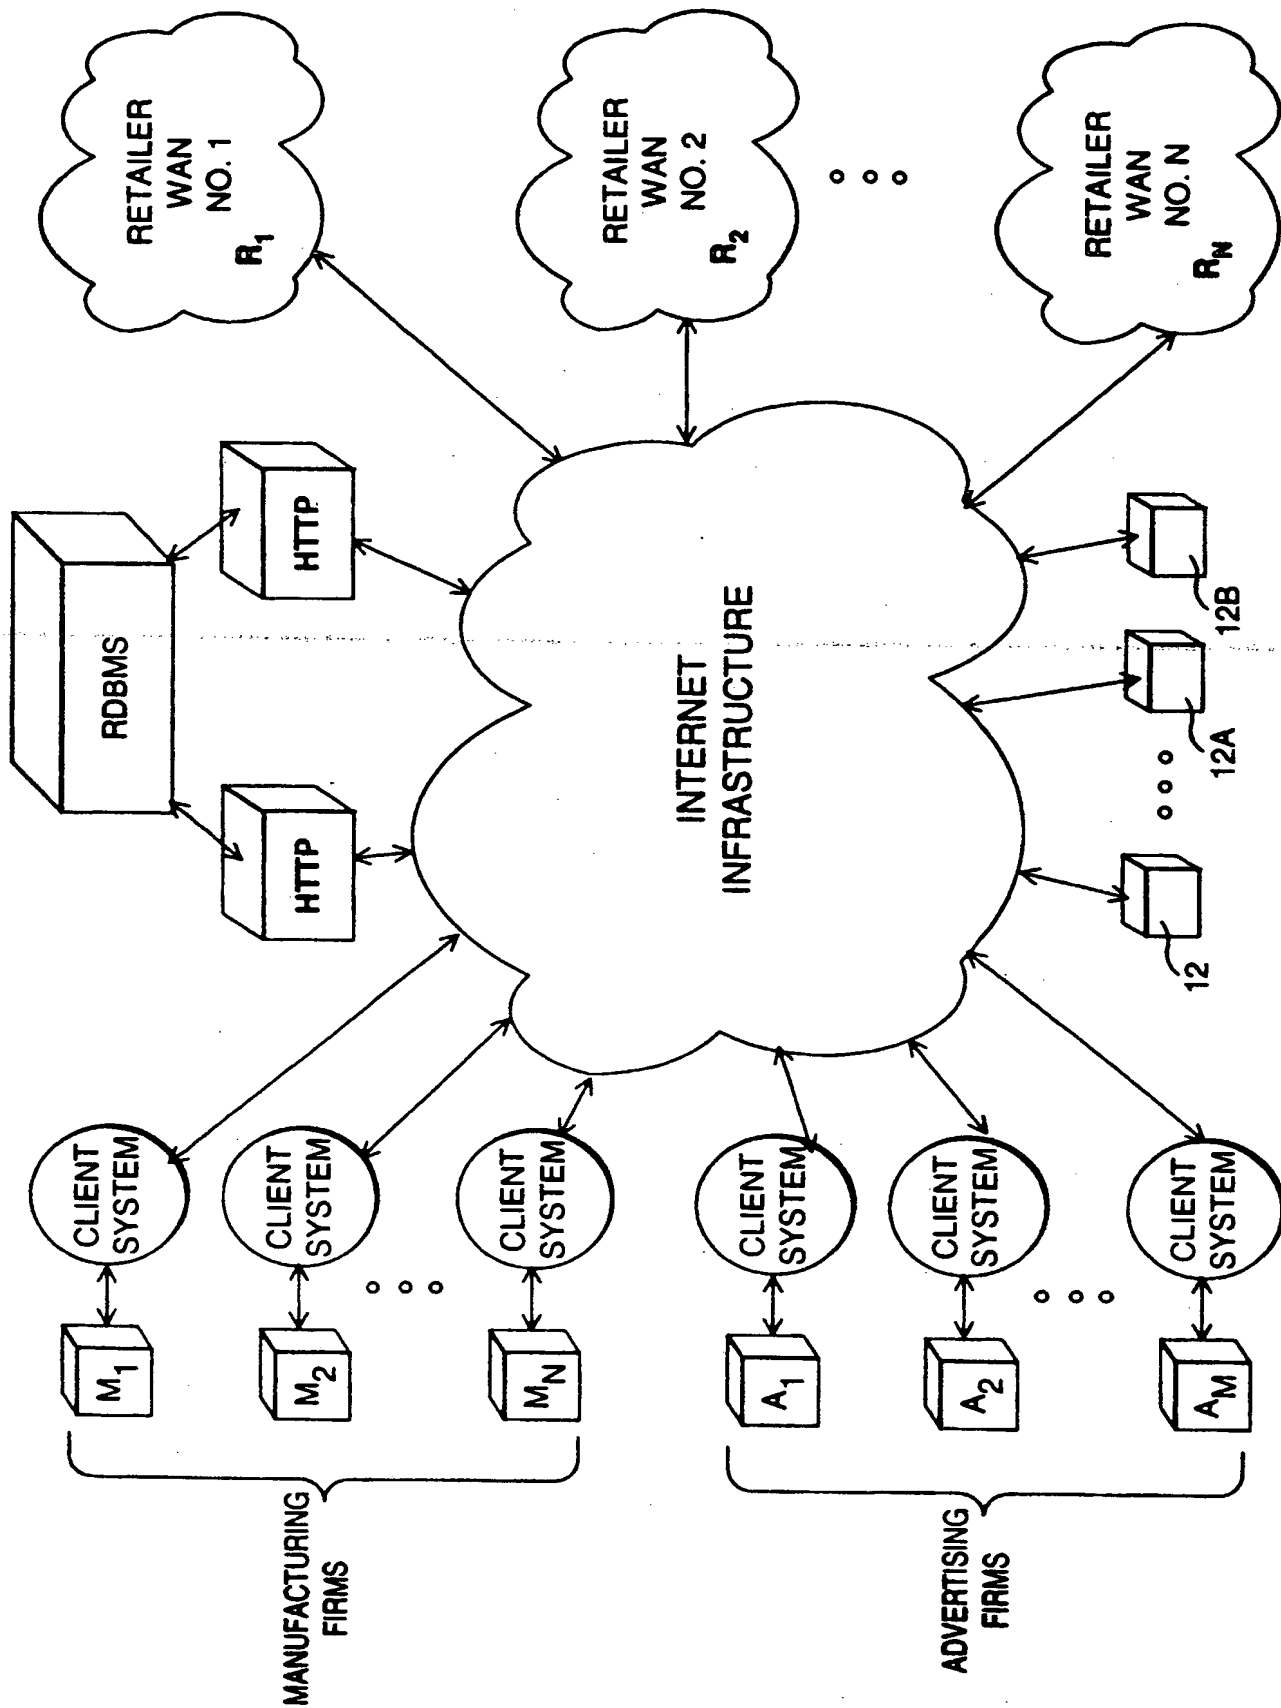 MANUFACTURING
FIRMS
M1
M2
MN
CLIENT
SYSTEM
CLIENT
SYSTEM
CLIENT
SYSTEM
ADVERTISING
FIRMS
A1
A2
AM
CLIENT
SYSTEM
CLIENT
SYSTEM
CLIENT
SYSTEM
RDBMS
HTTP
HTTP
INTERNET
INFRASTRUCTURE
12
12A
12B
RETAILER
WAN
NO. 1
R1
RETAILER
WAN
NO. 2
R2
RETAILER
WAN
NO. N
RN